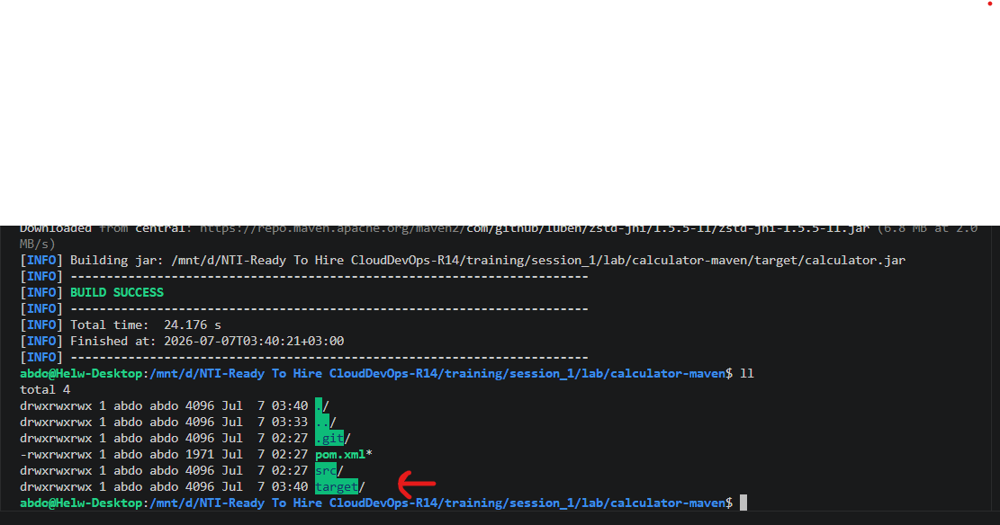 Downloaded from central: https://repo.maven.apache.org/maven2/com/github/luben/zstd-jni/1.5.5-11/zstd-jni-1.5.5-11.jar (6.8 MB at 2.0
MB/s)
[INFO] Building jar: /mnt/d/NTI-Ready To Hire CloudDevOps-R14/training/session_1/lab/calculator-maven/target/calculator.jar
[INFO] ------------------------------------------------------------------------
[INFO] BUILD SUCCESS
[INFO] ------------------------------------------------------------------------
[INFO] Total time:  24.176 s
[INFO] Finished at: 2026-07-07T03:40:21+03:00
[INFO] ------------------------------------------------------------------------
abdo@Helw-Desktop:/mnt/d/NTI-Ready To Hire CloudDevOps-R14/training/session_1/lab/calculator-maven$ ll
total 4
drwxrwxrwx 1 abdo abdo 4096 Jul  7 03:40 ./
drwxrwxrwx 1 abdo abdo 4096 Jul  7 03:33 ../
drwxrwxrwx 1 abdo abdo 4096 Jul  7 02:27 .git/
-rwxrwxrwx 1 abdo abdo 1971 Jul  7 02:27 pom.xml*
drwxrwxrwx 1 abdo abdo 4096 Jul  7 02:27 src/
drwxrwxrwx 1 abdo abdo 4096 Jul  7 03:40 target/
abdo@Helw-Desktop:/mnt/d/NTI-Ready To Hire CloudDevOps-R14/training/session_1/lab/calculator-maven$